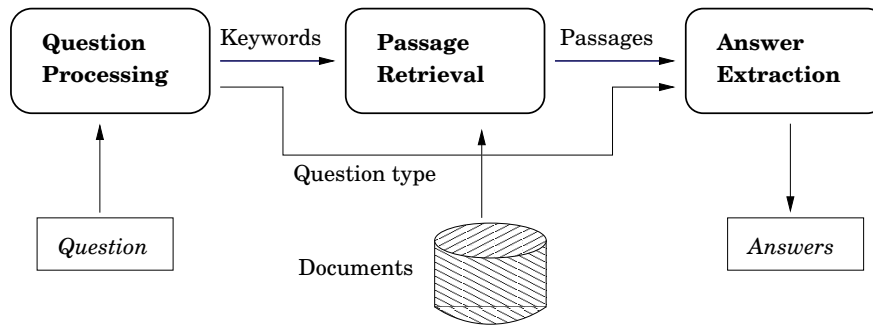 Question
Processing
Keywords
Passage
Retrieval
Passages
Answer
Extraction
Question type
Question
Documents
Answers